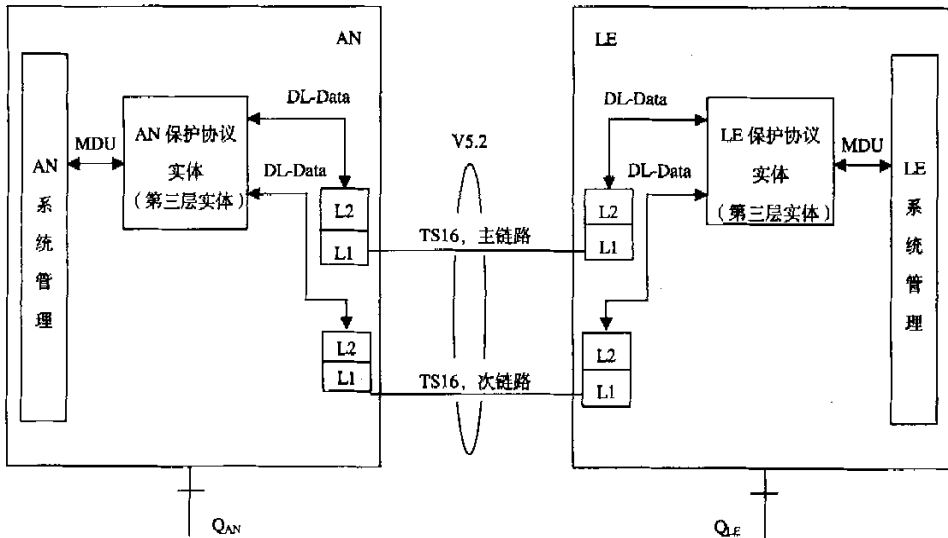 AN
LE
AN
系
统
管
理
MDU
AN 保护协议
实体
（第三层实体）
DL-Data
DL-Data
L2
L1
L2
L1
V5.2
TS16，主链路
TS16，次链路
DL-Data
DL-Data
L2
L1
L2
L1
LE 保护协议
实体
（第三层实体）
MDU
LE
系
统
管
理
QAN
QLE